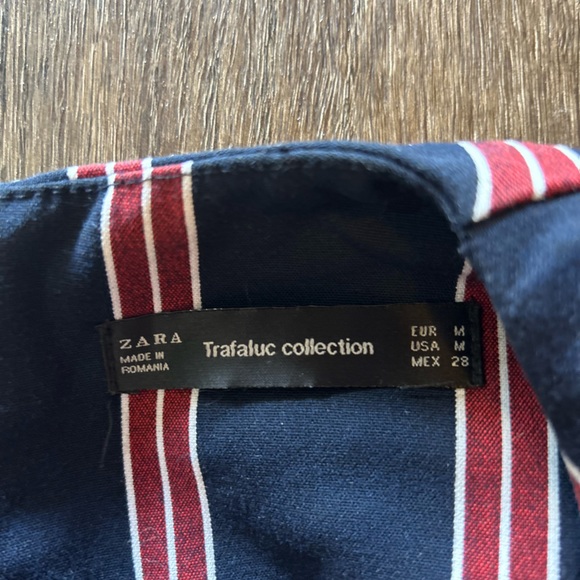 ZARA
MADE IN
ROMANIA
Trafaluc collection
EUR M
USA M
MEX 28